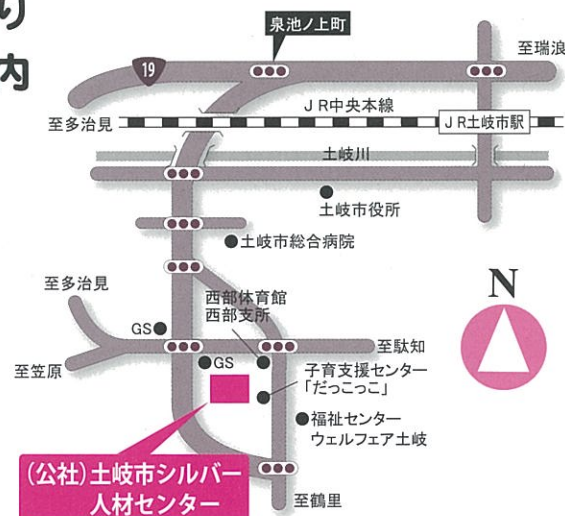 り
内
泉池ノ上町
19
至瑞浪
至多治見
JR中央本線
JR土岐市駅
土岐川
土岐市役所
土岐市総合病院
至多治見
西部体育館
西部支所
GS
至駄知
至笠原
GS
子育支援センター
「だっこっこ」
福祉センター
ウェルフェア土岐
(公社)土岐市シルバー
人材センター
至鶴里
N